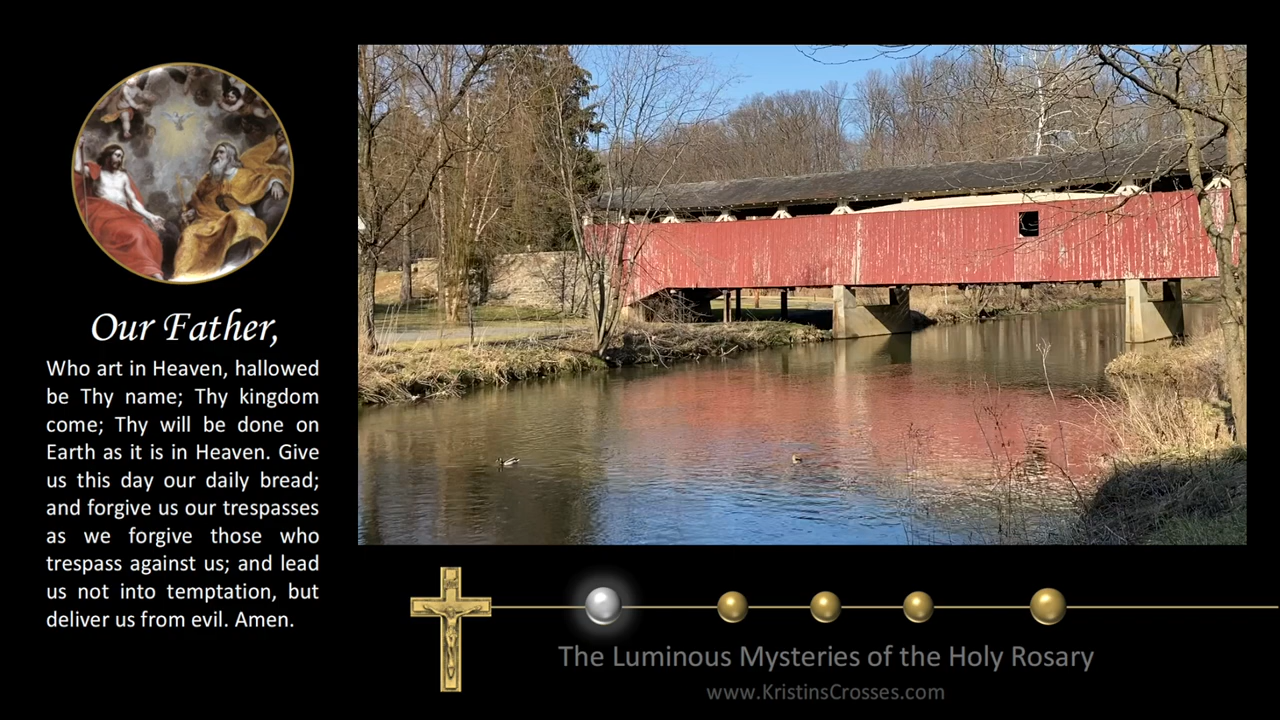 Our Father,
Who art in Heaven, hallowed
be Thy name; Thy kingdom
come; Thy will be done on
Earth as it is in Heaven. Give
us this day our daily bread;
and forgive us our trespasses
as we forgive those who
trespass against us; and lead
us not into temptation, but
deliver us from evil. Amen.
The Luminous Mysteries of the Holy Rosary
www.KristinsCrosses.com